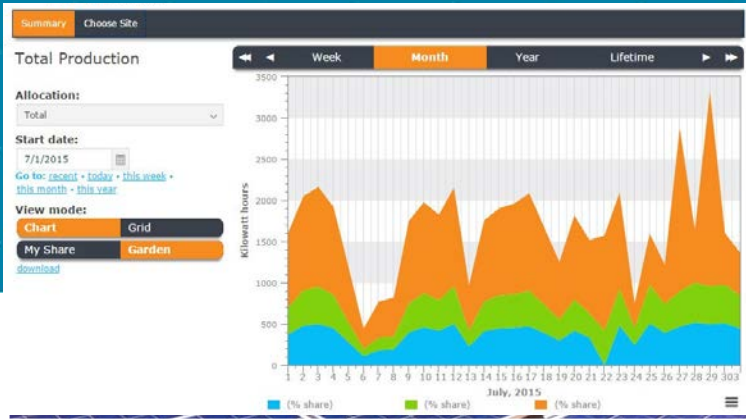 Summary Choose Site
Total Production
Week Month Year Lifetime
Allocation:
Total
Start date:
7/1/2015
Go to: recent • today • this week •
this month • this year
View mode:
Chart Grid
My Share Garden
download
Kilowatt hours
3500
3000
2500
2000
1500
1000
500
0
1 2 3 4 5 6 7 8 9 10 11 12 13 14 15 16 17 18 19 20 21 22 23 24 25 26 27 28 29 303
July, 2015
(% share) (% share) (% share)